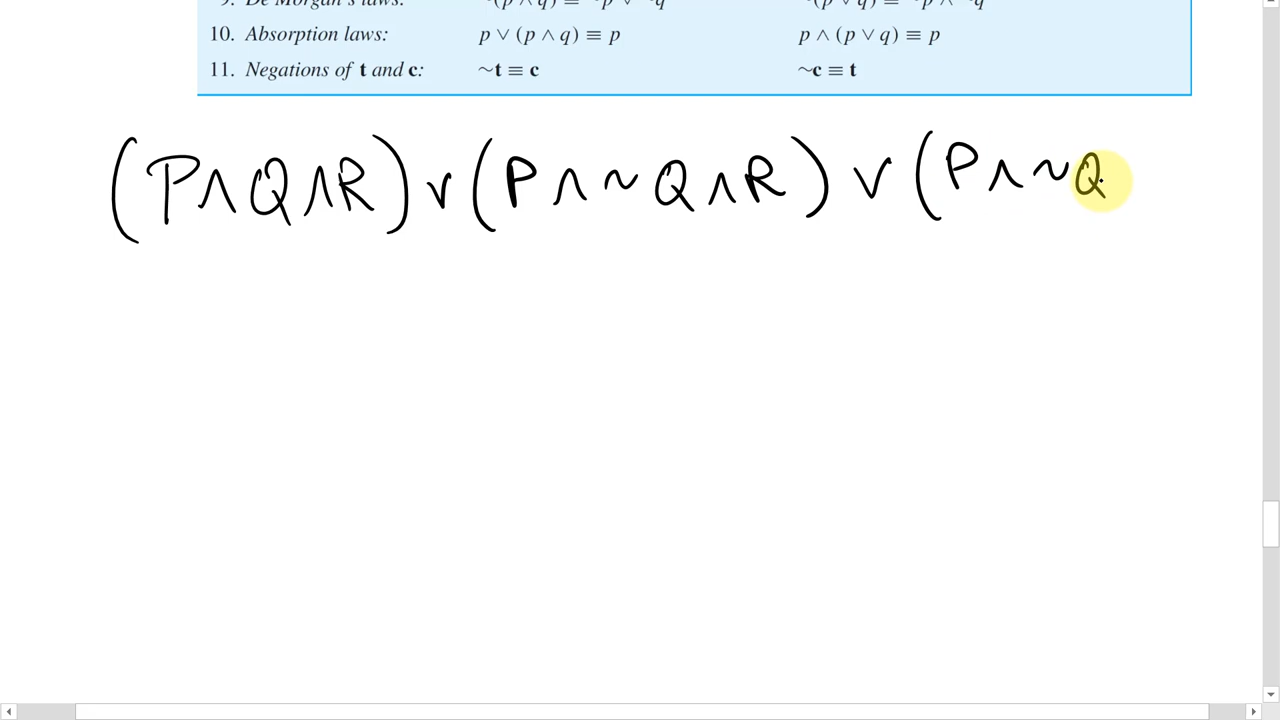 10. Absorption laws: p ∨ (p ∧ q) ≡ p p ∧ (p ∨ q) ≡ p
11. Negations of t and c: ~t ≡ c ~c ≡ t
(P∧Q∧R)∨(P∧~Q∧R)∨(P∧~Q